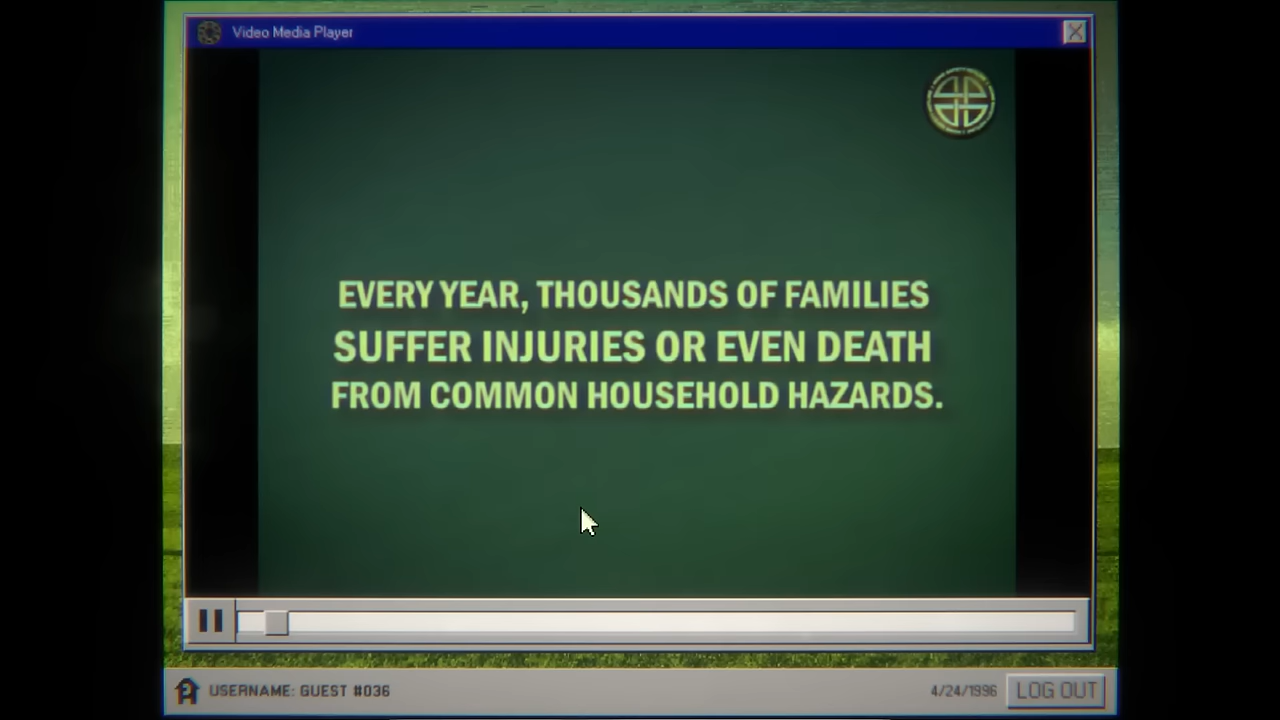 Video Media Player
EVERY YEAR, THOUSANDS OF FAMILIES
SUFFER INJURIES OR EVEN DEATH
FROM COMMON HOUSEHOLD HAZARDS.
USERNAME: GUEST #036
4/24/1996
LOG OUT